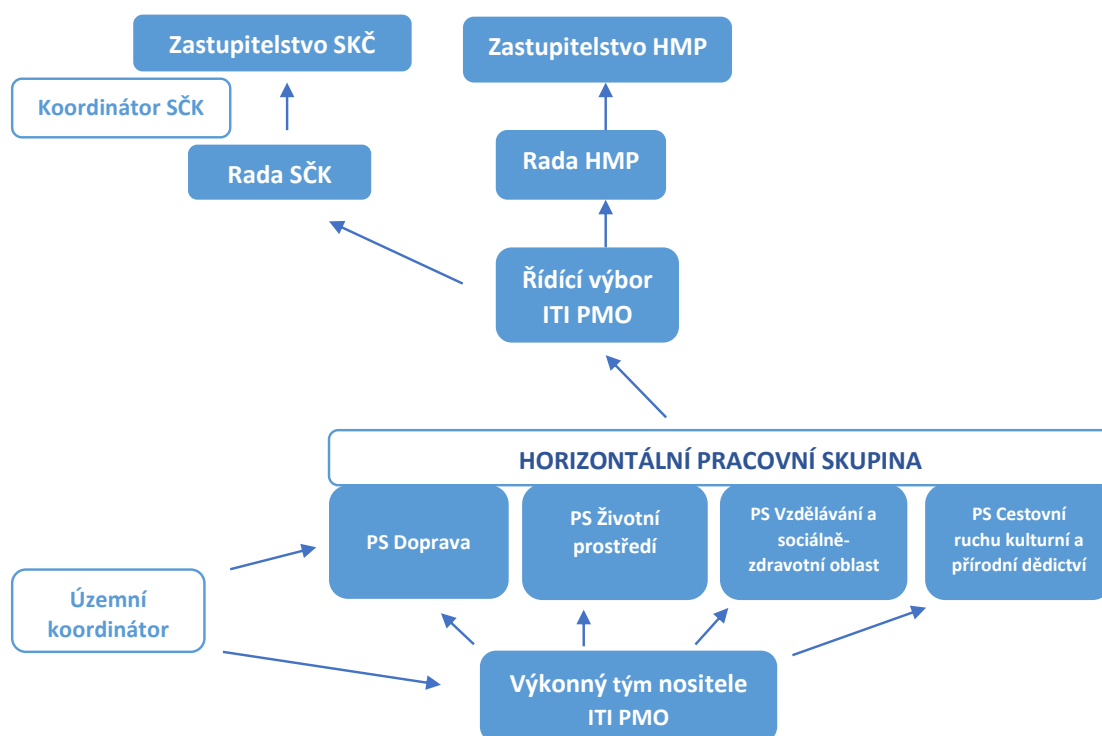 Zastupitelstvo SKČ
Zastupitelstvo HMP
Koordinátor SČK
Rada SČK
Rada HMP
Řídící výbor
ITI PMO
HORIZONTÁLNÍ PRACOVNÍ SKUPINA
PS Doprava
PS Životní
prostředí
PS Vzdělávání a
sociálně-
zdravotní oblast
PS Cestovní
ruchu kulturní a
přírodní dědictví
Územní
koordinátor
Výkonný tým nositele
ITI PMO